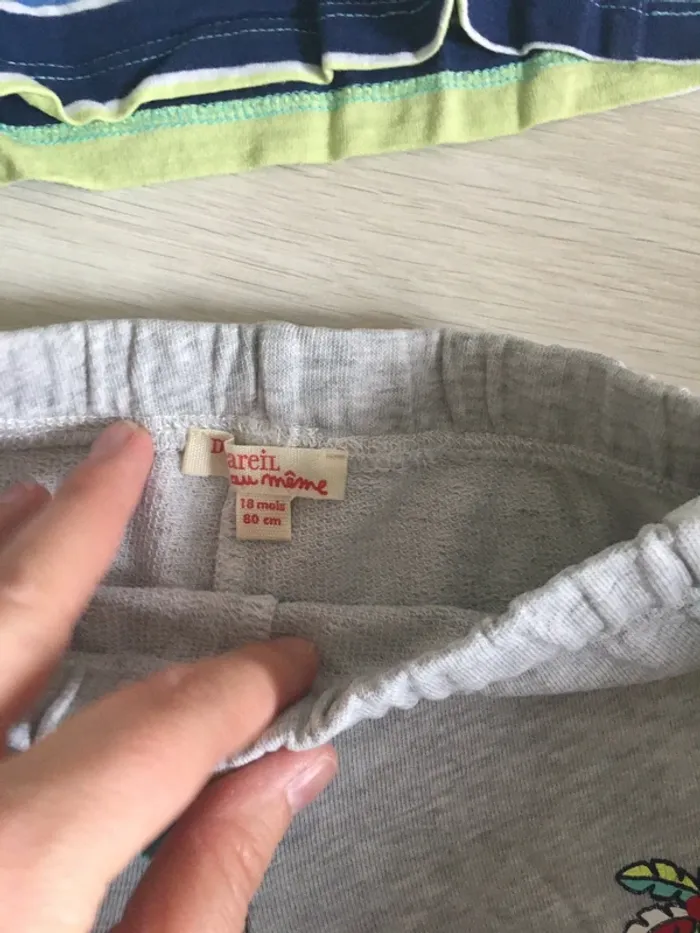 D
areil
au même
18 mois
80 cm